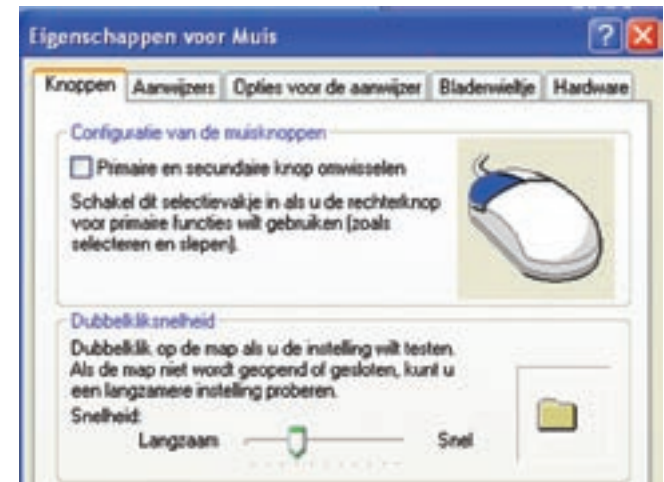 Eigenschappen voor Muis
Knoppen Aanwijzers Opties voor de aanwijzer Bladerwieltje Hardware
Configuratie van de muisknoppen
Primaire en secundaire knop omwisselen
Schakel dit selectievakje in als u de rechterknop
voor primaire functies wilt gebruiken (zoals
selecteren en slepen).
Dubbelkliksnelheid
Dubbelklik op de map als u de instelling wilt testen.
Als de map niet wordt geopend of gesloten, kunt u
een langzamere instelling proberen.
Snelheid:
Langzaam Snel